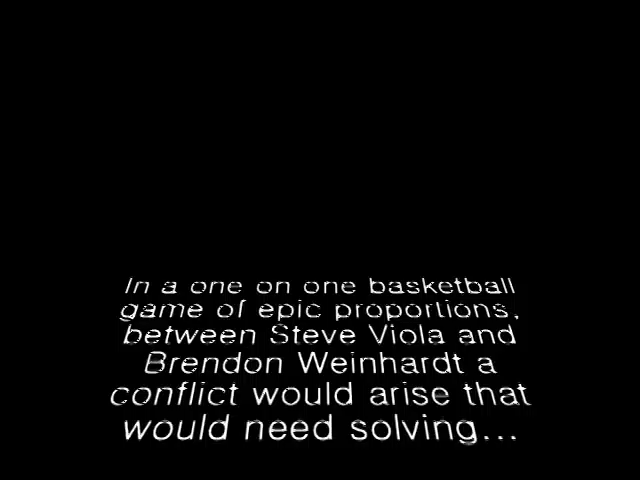 In a one on one basketball
game of epic proportions,
between Steve Viola and
Brendon Weinhardt a
conflict would arise that
would need solving...